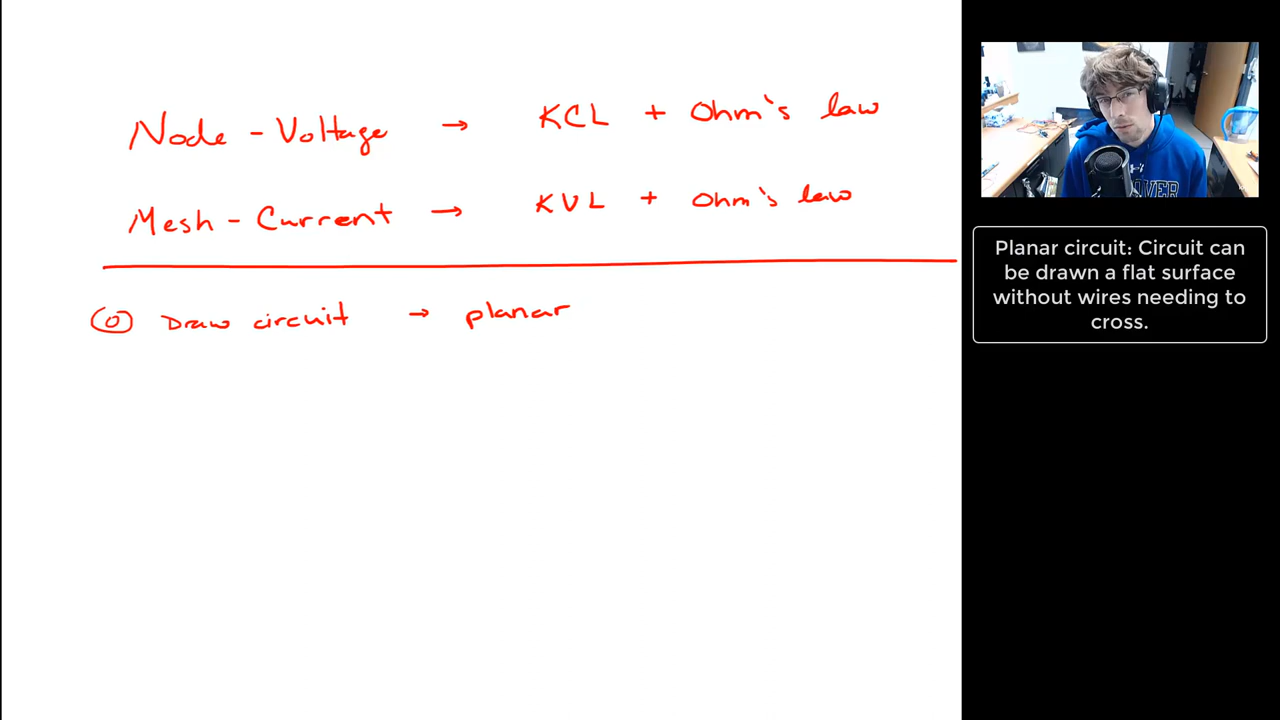 Node - Voltage → KCL + Ohm's law
Mesh - Current → KVL + Ohm's law
⓪ Draw circuit → planar
Planar circuit: Circuit can
be drawn a flat surface
without wires needing to
cross.